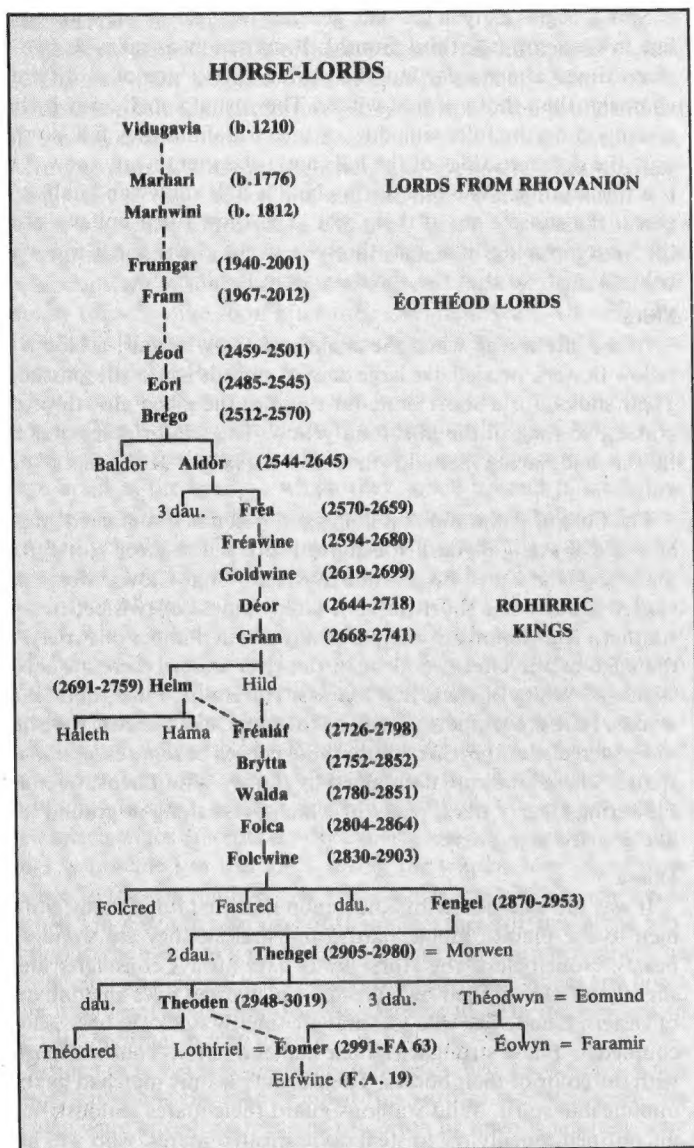 HORSE-LORDS
Vidugavia (b.1210)
Marhari (b.1776) LORDS FROM RHOVANION
Marhwini (b. 1812)
Frumgar (1940-2001)
Fram (1967-2012) ÉOTHÉOD LORDS
Léod (2459-2501)
Eorl (2485-2545)
Brego (2512-2570)
Baldor Aldor (2544-2645)
3 dau. Fréa (2570-2659)
Fréawine (2594-2680)
Goldwine (2619-2699)
Déor (2644-2718) ROHIRRIC
Gram (2668-2741) KINGS
(2691-2759) Helm Hild
Haleth Háma Fréaláf (2726-2798)
Brytta (2752-2852)
Walda (2780-2851)
Folca (2804-2864)
Folcwine (2830-2903)
Folcred Fastred dau. Fengel (2870-2953)
2 dau. Thengel (2905-2980) = Morwen
dau. Theoden (2948-3019) 3 dau. Théodwyn = Eomund
Théodred Lothíriel = Éomer (2991-FA 63) Éowyn = Faramir
Elfwine (F.A. 19)